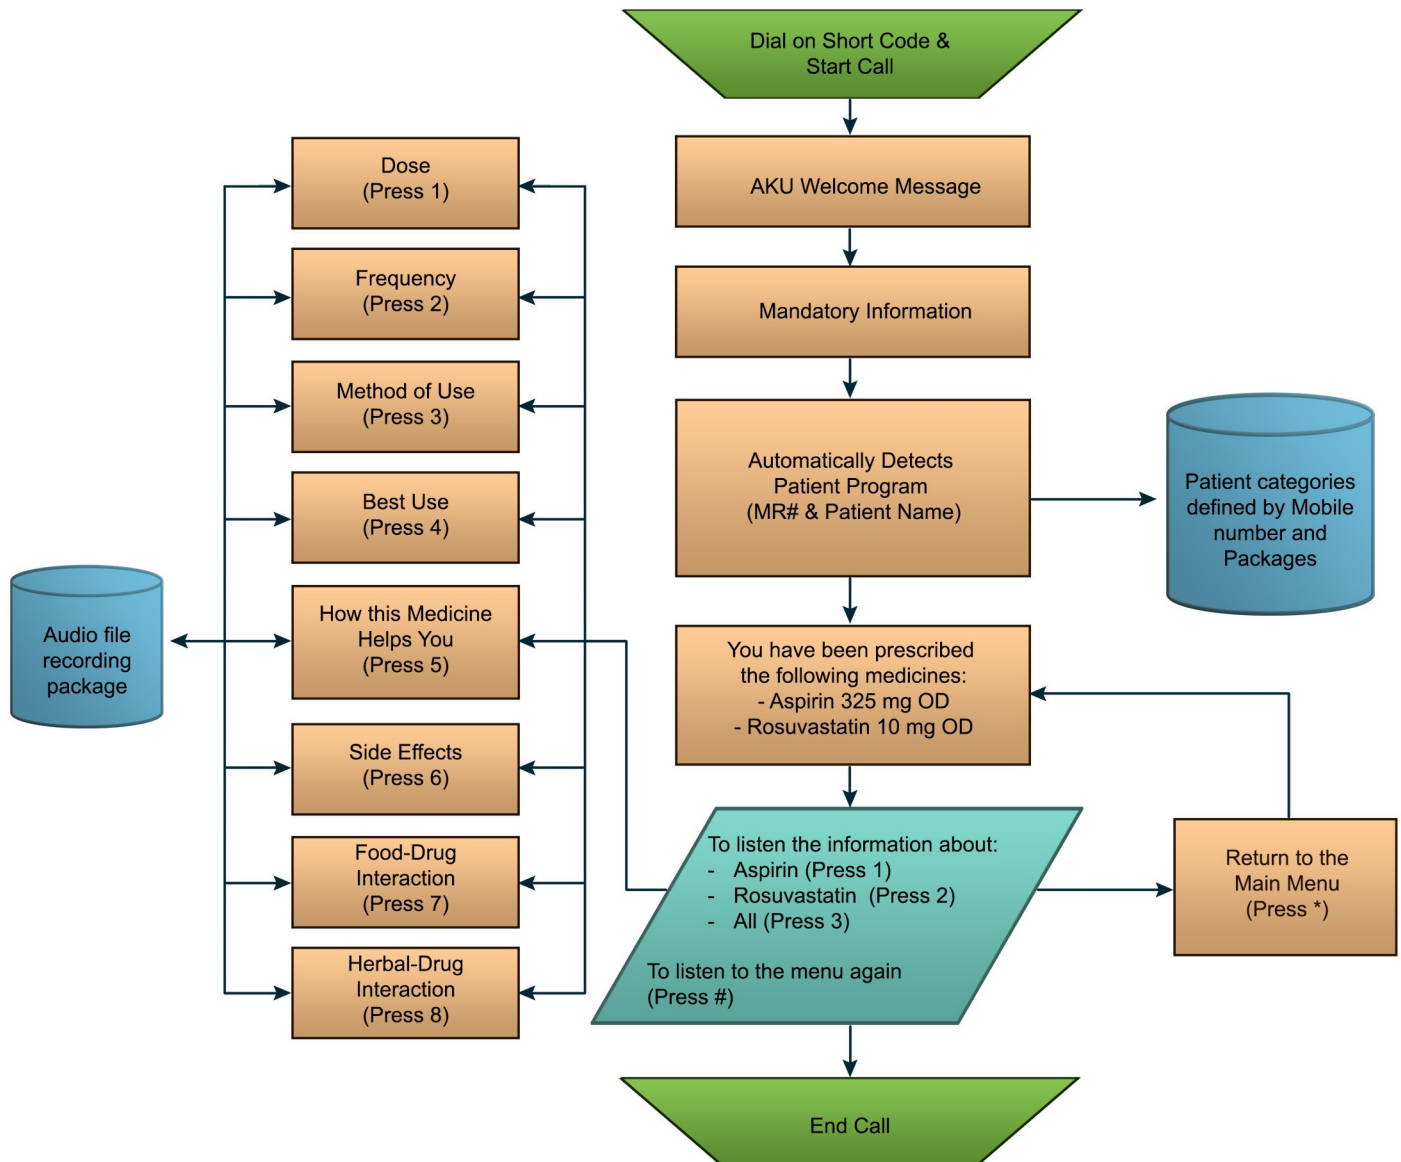 Dial on Short Code &
Start Call
AKU Welcome Message
Mandatory Information
Automatically Detects
Patient Program
(MR# & Patient Name)
Patient categories
defined by Mobile
number and
Packages
You have been prescribed
the following medicines:
- Aspirin 325 mg OD
- Rosuvastatin 10 mg OD
To listen the information about:
- Aspirin (Press 1)
- Rosuvastatin (Press 2)
- All (Press 3)
To listen to the menu again
(Press #)
Return to the
Main Menu
(Press *)
End Call
Dose
(Press 1)
Frequency
(Press 2)
Method of Use
(Press 3)
Best Use
(Press 4)
How this Medicine
Helps You
(Press 5)
Side Effects
(Press 6)
Food-Drug
Interaction
(Press 7)
Herbal-Drug
Interaction
(Press 8)
Audio file
recording
package